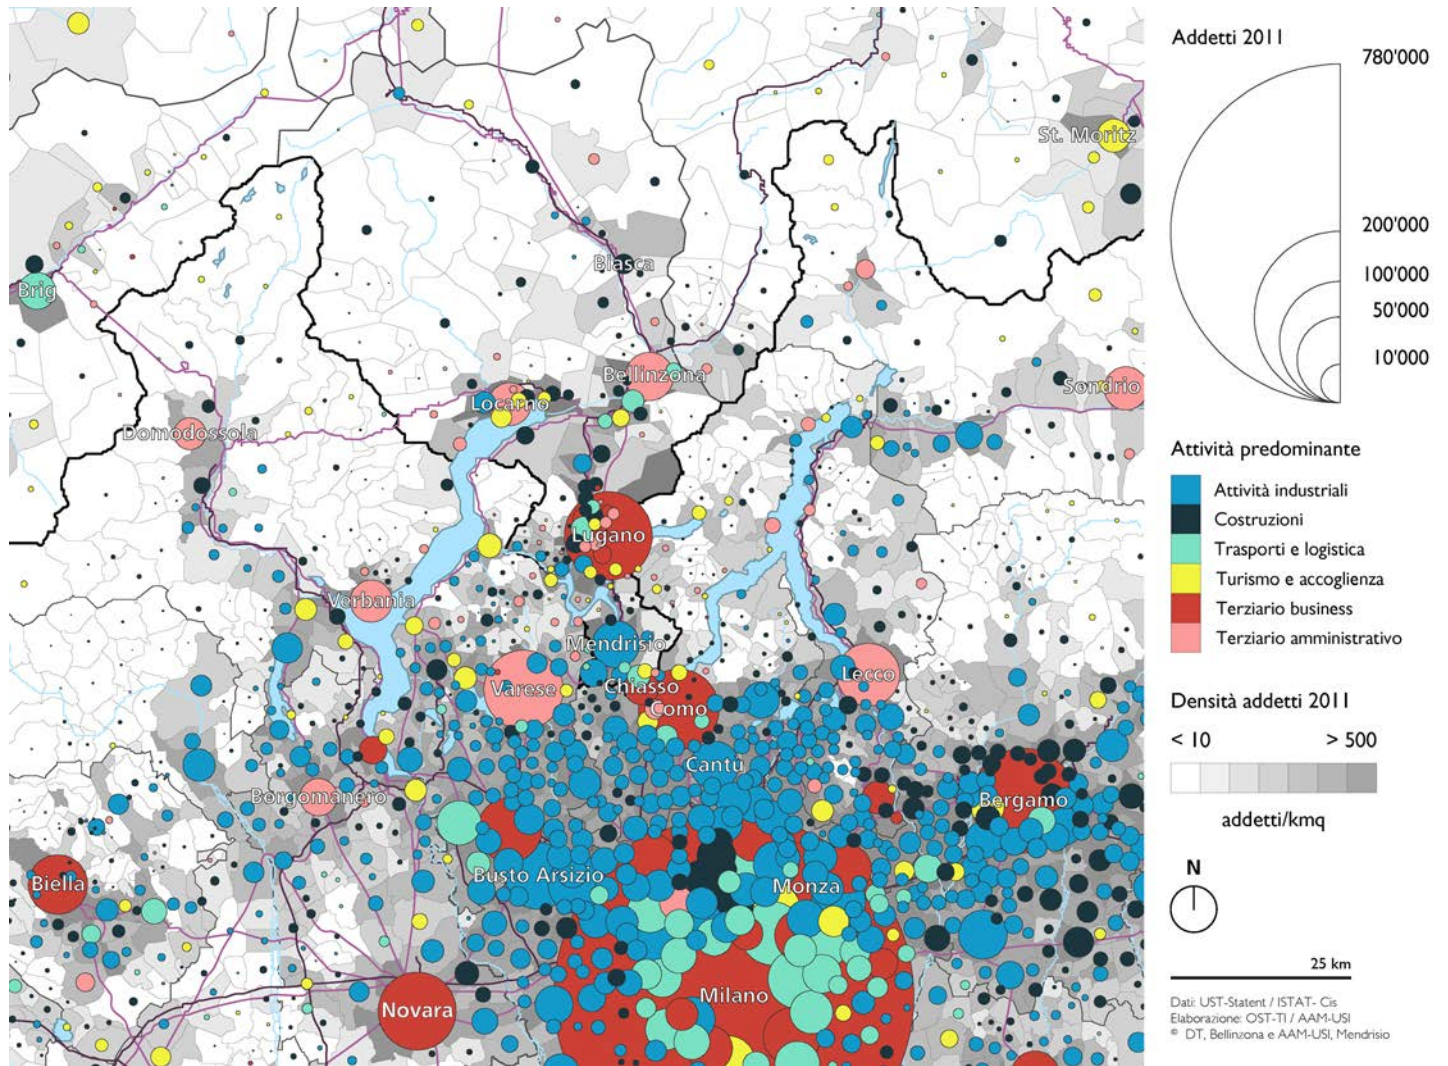 St. Moritz
Biasca
Brig
Bellinzona
Sondrio
Locarno
Domodossola
Lugano
Verbania
Mendrisio
Lecco
Chiasso
Varese
Como
Cantù
Borgomanero
Bergamo
Busto Arsizio
Biella
Monza
Milano
Novara
Addetti 2011
780'000
200'000
100'000
50'000
10'000
Attività predominante
Attività industriali
Costruzioni
Trasporti e logistica
Turismo e accoglienza
Terziario business
Terziario amministrativo
Densità addetti 2011
< 10 > 500
addetti/kmq
N
25 km
Dati: UST-Statent / ISTAT- Cis
Elaborazione: OST-TI / AAM-USI
© DT, Bellinzona e AAM-USI, Mendrisio